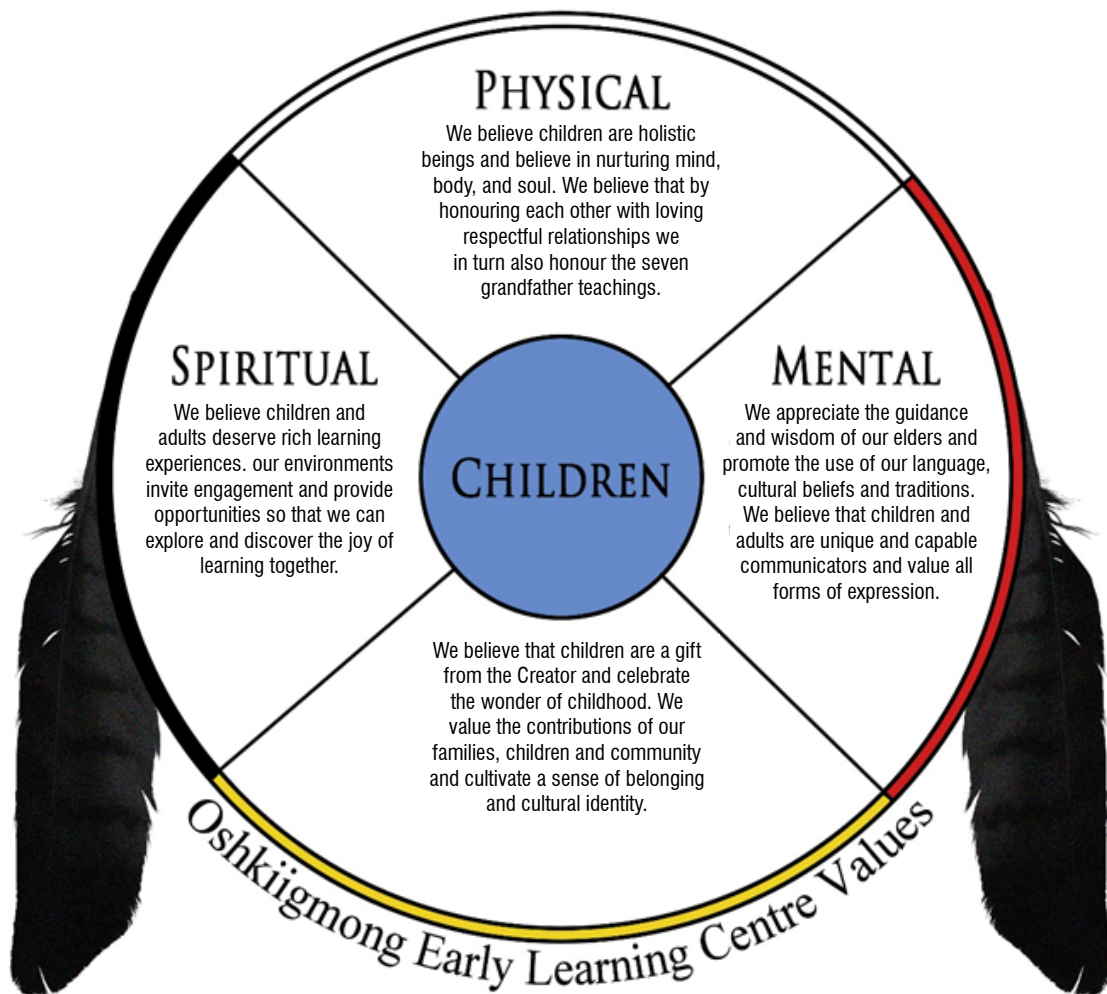 PHYSICAL
We believe children are holistic
beings and believe in nurturing mind,
body, and soul. We believe that by
honouring each other with loving
respectful relationships we
in turn also honour the seven
grandfather teachings.
SPIRITUAL
We believe children and
adults deserve rich learning
experiences. our environments
invite engagement and provide
opportunities so that we can
explore and discover the joy of
learning together.
CHILDREN
MENTAL
We appreciate the guidance
and wisdom of our elders and
promote the use of our language,
cultural beliefs and traditions.
We believe that children and
adults are unique and capable
communicators and value all
forms of expression.
We believe that children are a gift
from the Creator and celebrate
the wonder of childhood. We
value the contributions of our
families, children and community
and cultivate a sense of belonging
and cultural identity.
Oshkiigmong Early Learning Centre Values